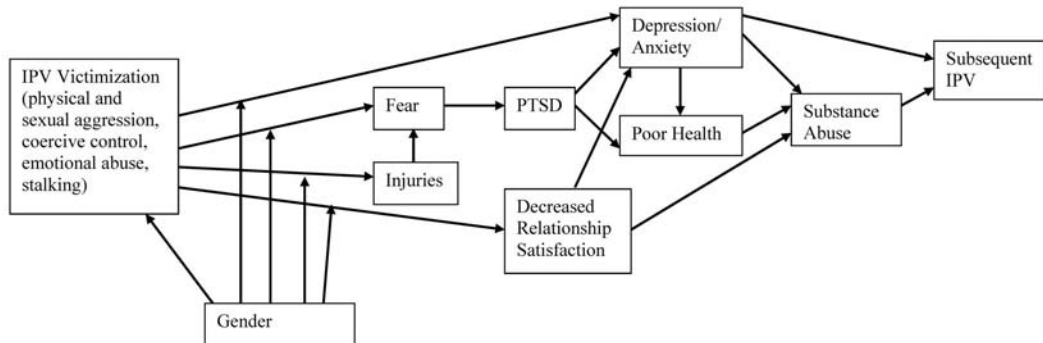 IPV Victimization
(physical and
sexual aggression,
coercive control,
emotional abuse,
stalking)
Fear
Injuries
Gender
PTSD
Decreased
Relationship
Satisfaction
Depression/
Anxiety
Poor Health
Substance
Abuse
Subsequent
IPV